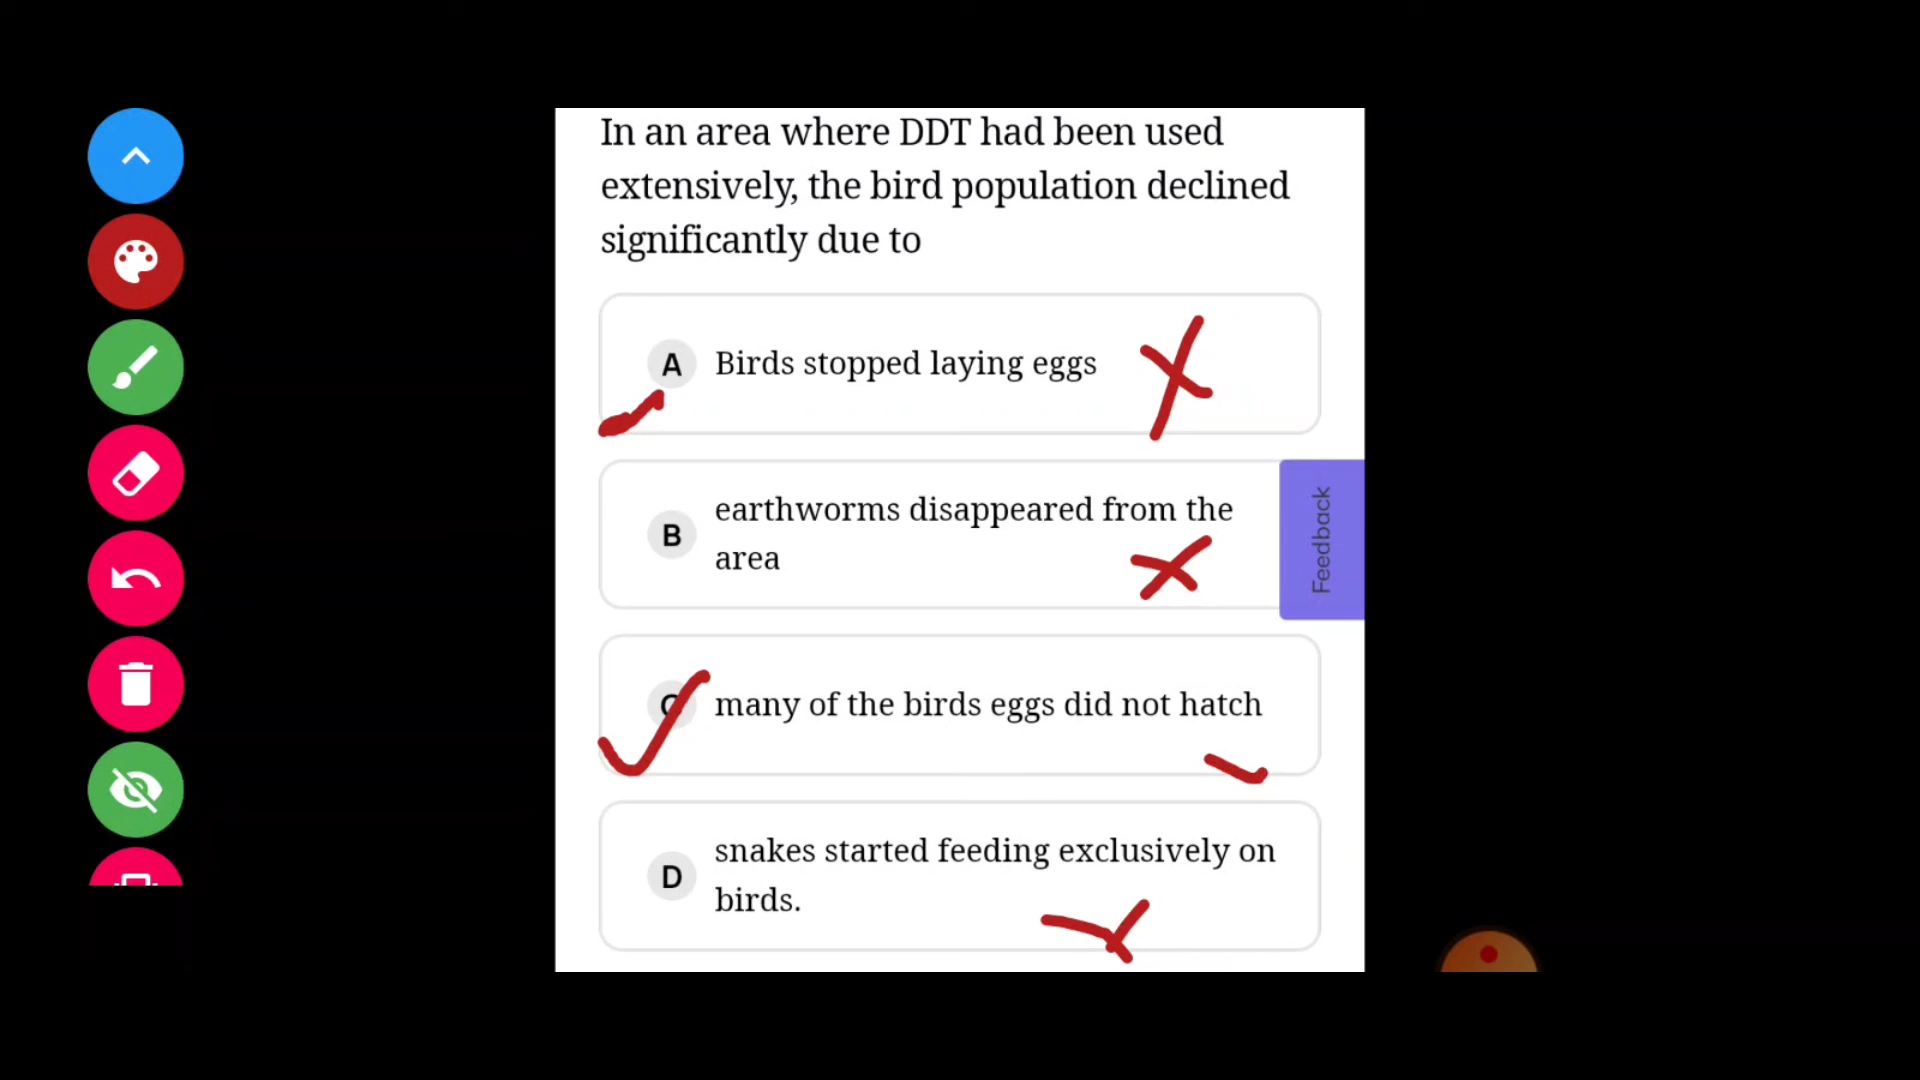 In an area where DDT had been used
extensively, the bird population declined
significantly due to
A Birds stopped laying eggs
B earthworms disappeared from the
area
Feedback
C many of the birds eggs did not hatch
D snakes started feeding exclusively on
birds.